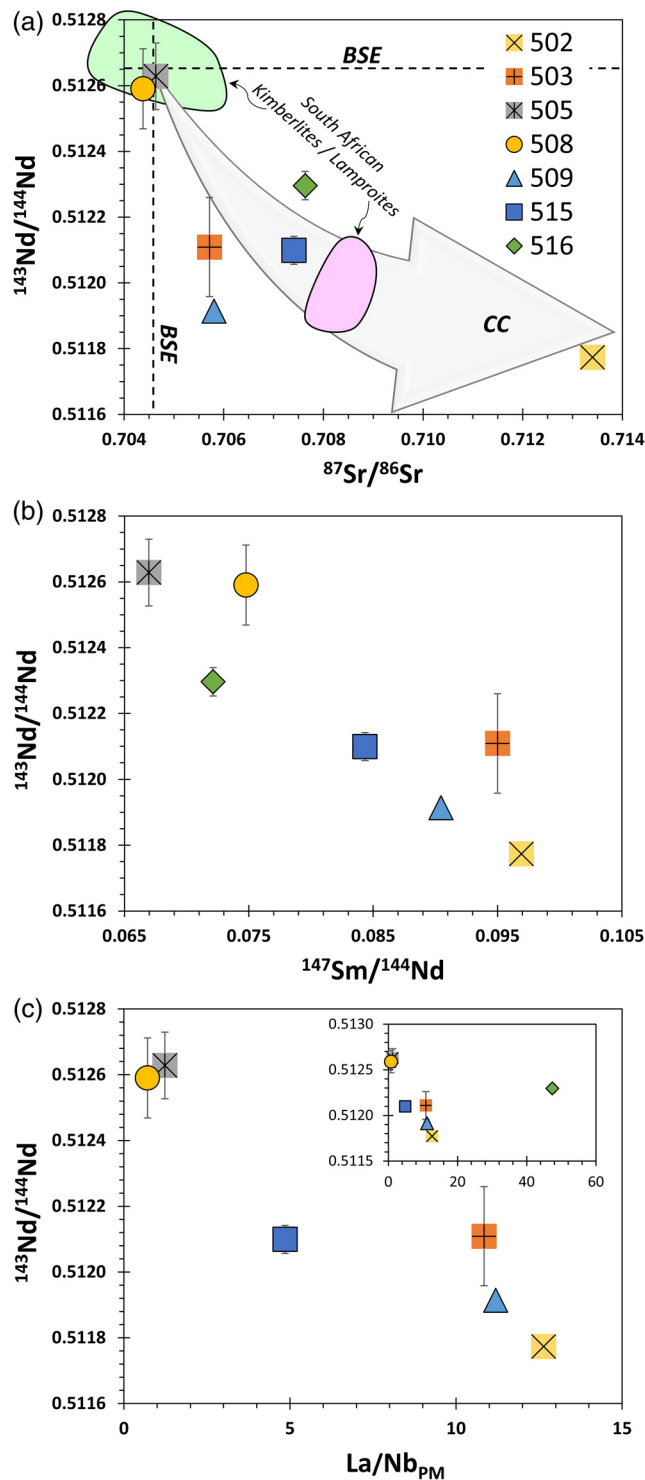 (a)
0.5128
0.5126
0.5124
0.5122
0.5120
0.5118
0.5116
143Nd/144Nd
BSE
BSE
South African
Kimberlites / Lamproites
CC
502
503
505
508
509
515
516
0.704 0.706 0.708 0.710 0.712 0.714
87Sr/86Sr
(b)
0.5128
0.5126
0.5124
0.5122
0.5120
0.5118
0.5116
143Nd/144Nd
0.065 0.075 0.085 0.095 0.105
147Sm/144Nd
(c)
0.5128
0.5126
0.5124
0.5122
0.5120
0.5118
0.5116
143Nd/144Nd
0.5130
0.5125
0.5120
0.5115
0 20 40 60
0 5 10 15
La/NbPM